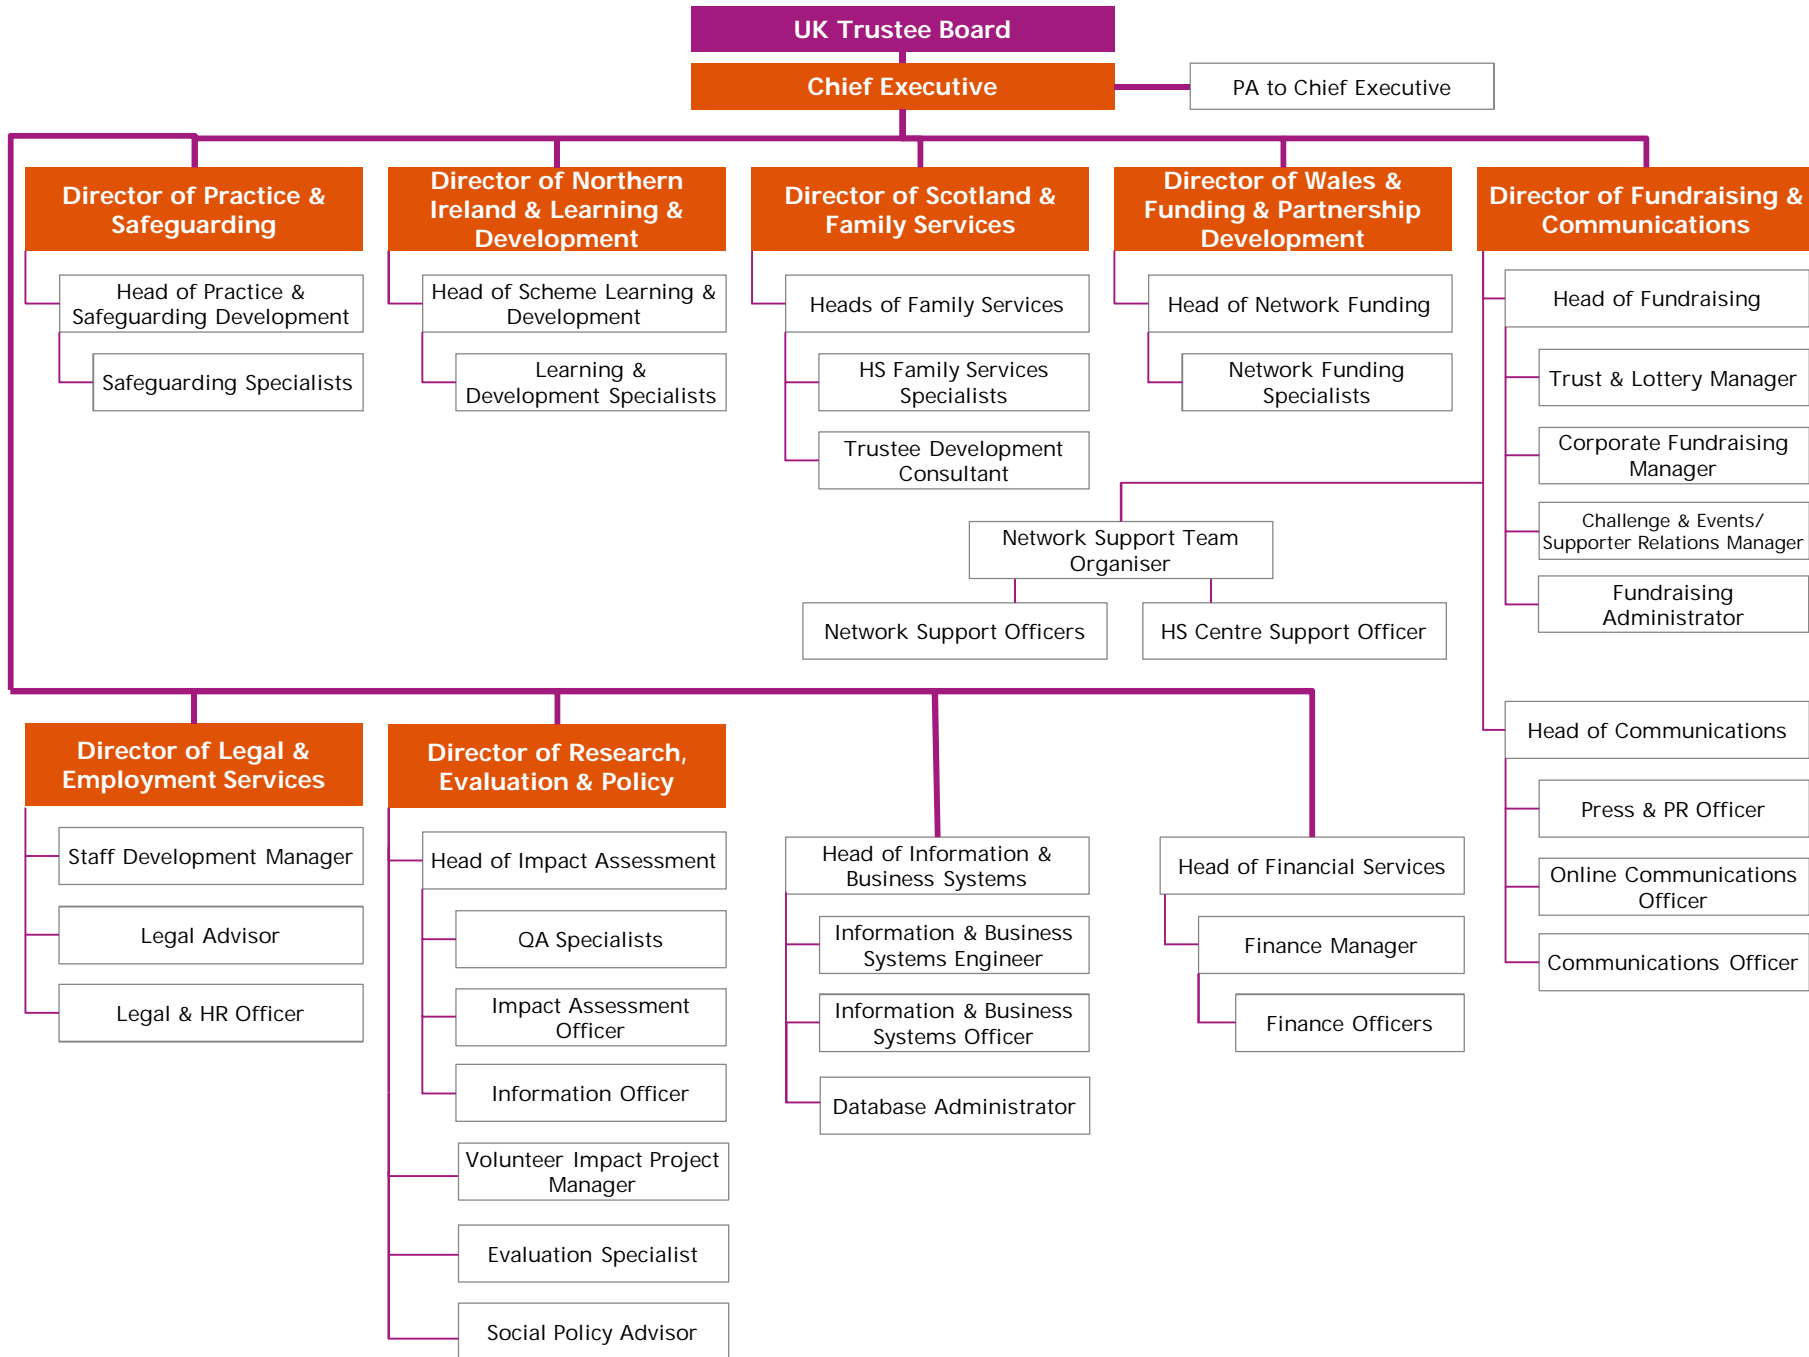 UK Trustee Board
Chief Executive
PA to Chief Executive
Director of Practice &
Safeguarding
Director of Northern
Ireland & Learning &
Development
Director of Scotland &
Family Services
Director of Wales &
Funding & Partnership
Development
Director of Fundraising &
Communications
Head of Practice &
Safeguarding Development
Safeguarding Specialists
Head of Scheme Learning &
Development
Learning &
Development Specialists
Heads of Family Services
HS Family Services
Specialists
Trustee Development
Consultant
Head of Network Funding
Network Funding
Specialists
Head of Fundraising
Trust & Lottery Manager
Corporate Fundraising
Manager
Challenge & Events/
Supporter Relations Manager
Fundraising
Administrator
Network Support Team
Organiser
Network Support Officers
HS Centre Support Officer
Head of Communications
Press & PR Officer
Online Communications
Officer
Communications Officer
Director of Legal &
Employment Services
Staff Development Manager
Legal Advisor
Legal & HR Officer
Director of Research,
Evaluation & Policy
Head of Impact Assessment
QA Specialists
Impact Assessment
Officer
Information Officer
Volunteer Impact Project
Manager
Evaluation Specialist
Social Policy Advisor
Head of Information &
Business Systems
Information & Business
Systems Engineer
Information & Business
Systems Officer
Database Administrator
Head of Financial Services
Finance Manager
Finance Officers